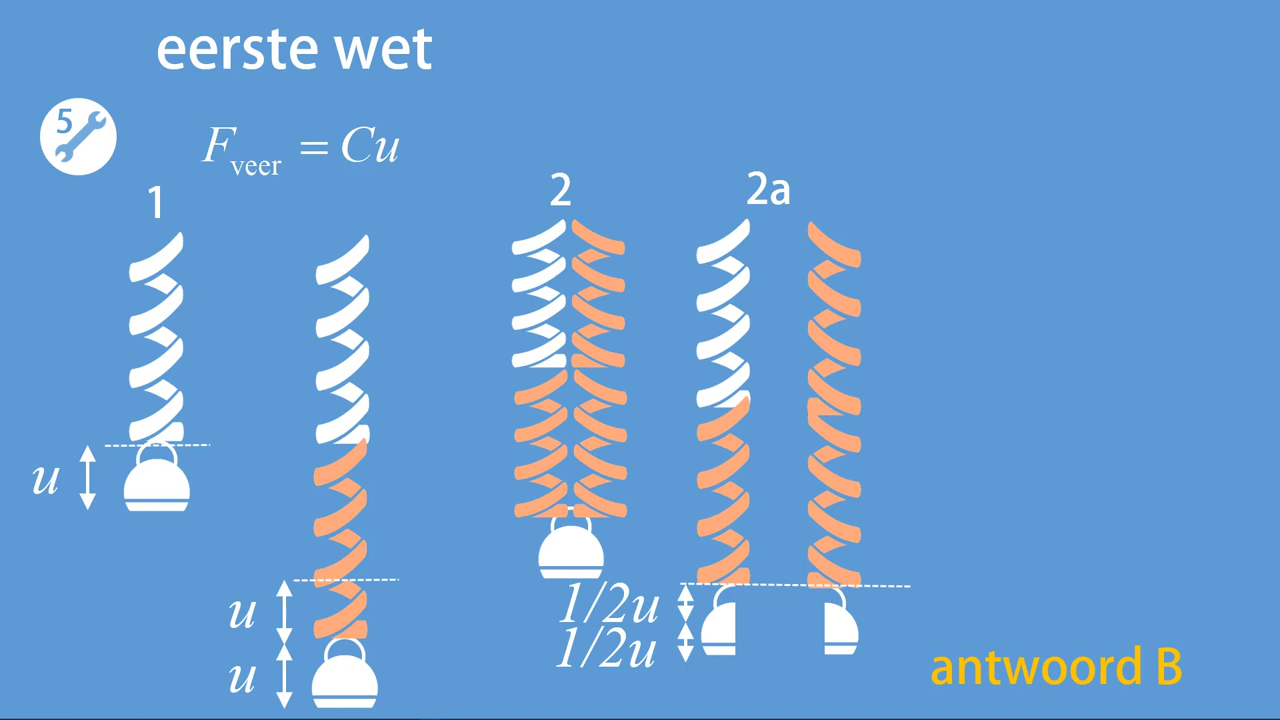 eerste wet
5
F_veer = Cu
1
2
2a
u
u
u
1/2u
1/2u
antwoord B